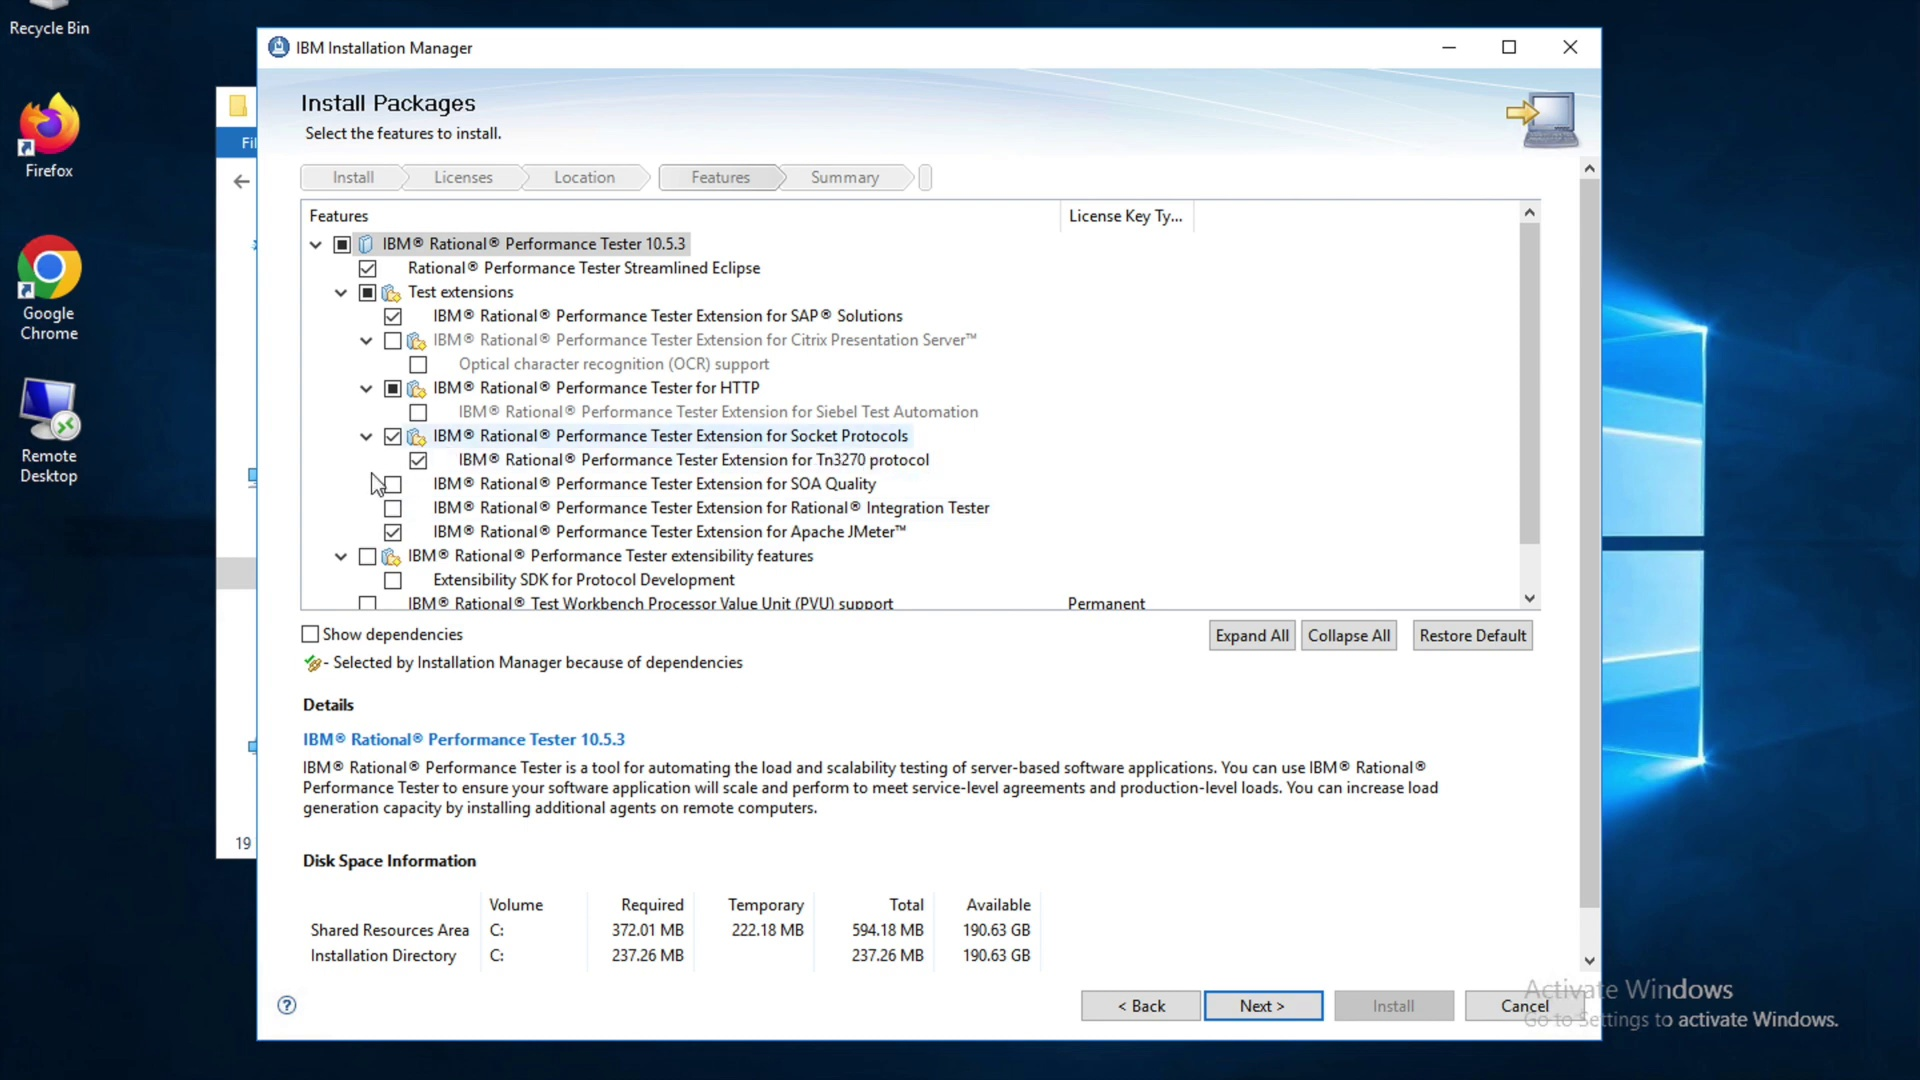 Recycle Bin
Firefox
Google
Chrome
Remote
Desktop
Fil
19
IBM Installation Manager
Install Packages
Select the features to install.
Install
Licenses
Location
Features
Summary
Features
License Key Ty...
IBM® Rational® Performance Tester 10.5.3
Rational® Performance Tester Streamlined Eclipse
Test extensions
IBM® Rational® Performance Tester Extension for SAP® Solutions
IBM® Rational® Performance Tester Extension for Citrix Presentation Server™
Optical character recognition (OCR) support
IBM® Rational® Performance Tester for HTTP
IBM® Rational® Performance Tester Extension for Siebel Test Automation
IBM® Rational® Performance Tester Extension for Socket Protocols
IBM® Rational® Performance Tester Extension for Tn3270 protocol
IBM® Rational® Performance Tester Extension for SOA Quality
IBM® Rational® Performance Tester Extension for Rational® Integration Tester
IBM® Rational® Performance Tester Extension for Apache JMeter™
IBM® Rational® Performance Tester extensibility features
Extensibility SDK for Protocol Development
IBM® Rational® Test Workbench Processor Value Unit (PVU) support Permanent
Show dependencies
Expand All
Collapse All
Restore Default
- Selected by Installation Manager because of dependencies
Details
IBM® Rational® Performance Tester 10.5.3
IBM® Rational® Performance Tester is a tool for automating the load and scalability testing of server-based software applications. You can use IBM® Rational®
Performance Tester to ensure your software application will scale and perform to meet service-level agreements and production-level loads. You can increase load
generation capacity by installing additional agents on remote computers.
Disk Space Information
Volume Required Temporary Total Available
Shared Resources Area C: 372.01 MB 222.18 MB 594.18 MB 190.63 GB
Installation Directory C: 237.26 MB 237.26 MB 190.63 GB
?
< Back
Next >
Install
Cancel
Activate Windows
Go to Settings to activate Windows.